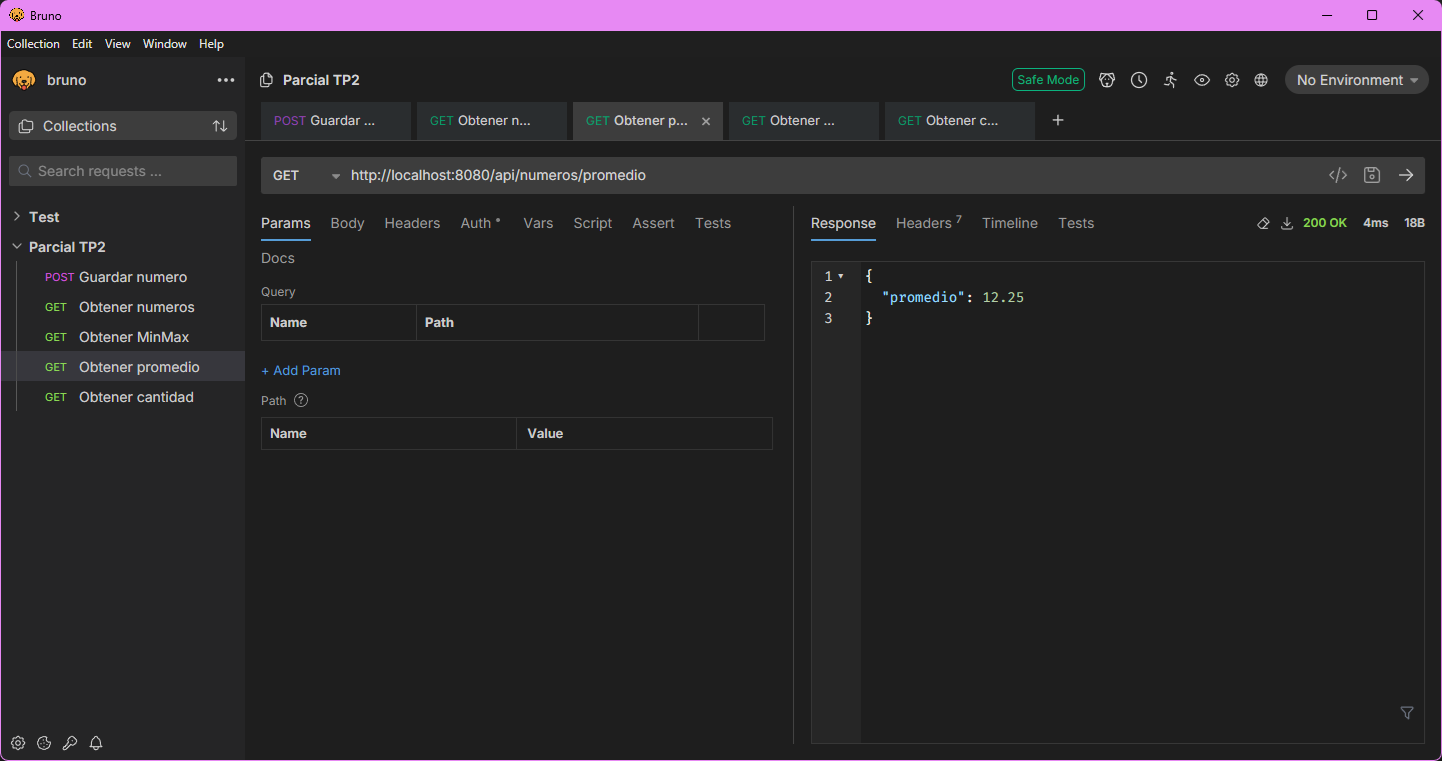 Bruno
Collection Edit View Window Help
bruno
Parcial TP2
Safe Mode
No Environment
Collections
POST Guardar ...
GET Obtener n...
GET Obtener p...
GET Obtener ...
GET Obtener c...
Search requests ...
GET http://localhost:8080/api/numeros/promedio
Test
Parcial TP2
POST Guardar numero
GET Obtener numeros
GET Obtener MinMax
GET Obtener promedio
GET Obtener cantidad
Params Body Headers Auth Vars Script Assert Tests
Docs
Query
Name Path
+ Add Param
Path ?
Name Value
Response Headers 7 Timeline Tests
200 OK 4ms 18B
1 {
2 "promedio": 12.25
3 }